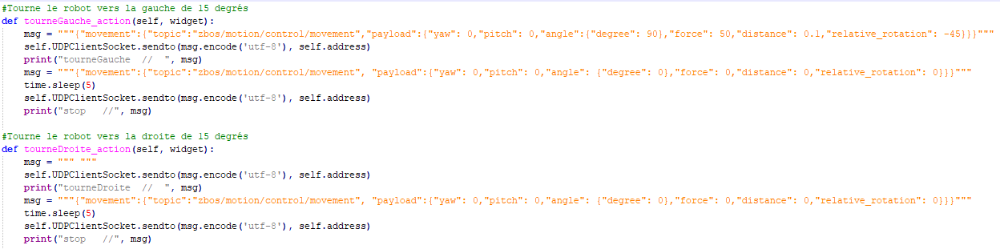 #Tourne le robot vers la gauche de 15 degrés
def tourneGauche_action(self, widget):
    msg = """{"movement":{"topic":"zbos/motion/control/movement","payload":{"yaw": 0,"pitch": 0,"angle":{"degree": 90},"force": 50,"distance": 0.1,"relative_rotation": -45}}}"""
    self.UDPClientSocket.sendto(msg.encode('utf-8'), self.address)
    print("tourneGauche  //  ", msg)
    msg = """{"movement":{"topic":"zbos/motion/control/movement", "payload":{"yaw": 0,"pitch": 0,"angle": {"degree": 0},"force": 0,"distance": 0,"relative_rotation": 0}}}"""
    time.sleep(5)
    self.UDPClientSocket.sendto(msg.encode('utf-8'), self.address)
    print("stop   //", msg)
#Tourne le robot vers la droite de 15 degrés
def tourneDroite_action(self, widget):
    msg = """ """
    self.UDPClientSocket.sendto(msg.encode('utf-8'), self.address)
    print("tourneDroite  //  ", msg)
    msg = """{"movement":{"topic":"zbos/motion/control/movement", "payload":{"yaw": 0,"pitch": 0,"angle": {"degree": 0},"force": 0,"distance": 0,"relative_rotation": 0}}}"""
    time.sleep(5)
    self.UDPClientSocket.sendto(msg.encode('utf-8'), self.address)
    print("stop   //", msg)